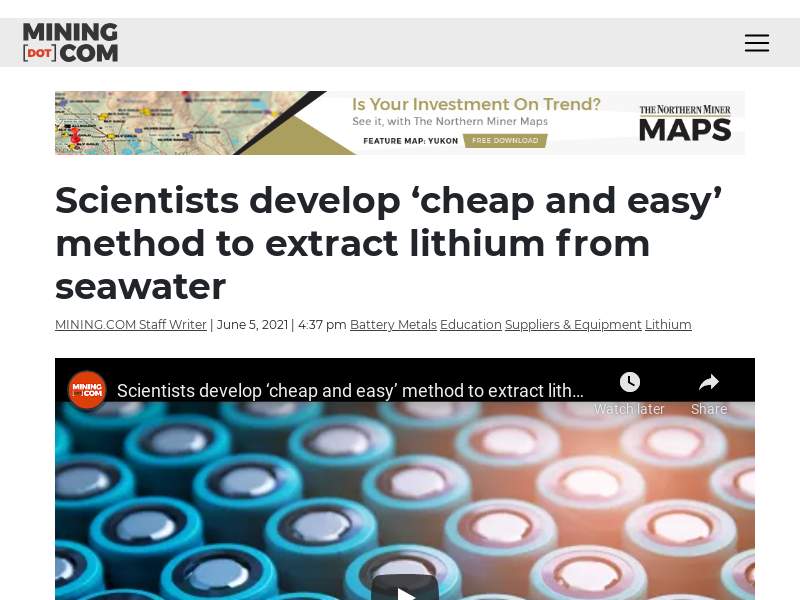 MINING
[DOT] COM
Is Your Investment On Trend?
See it, with The Northern Miner Maps
FEATURE MAP: YUKON FREE DOWNLOAD
THE NORTHERN MINER
MAPS
Scientists develop ‘cheap and easy’
method to extract lithium from
seawater
MINING.COM Staff Writer | June 5, 2021 | 4:37 pm Battery Metals Education Suppliers & Equipment Lithium
MINING
[DOT]COM
Scientists develop ‘cheap and easy’ method to extract lith…
Watch later
Share